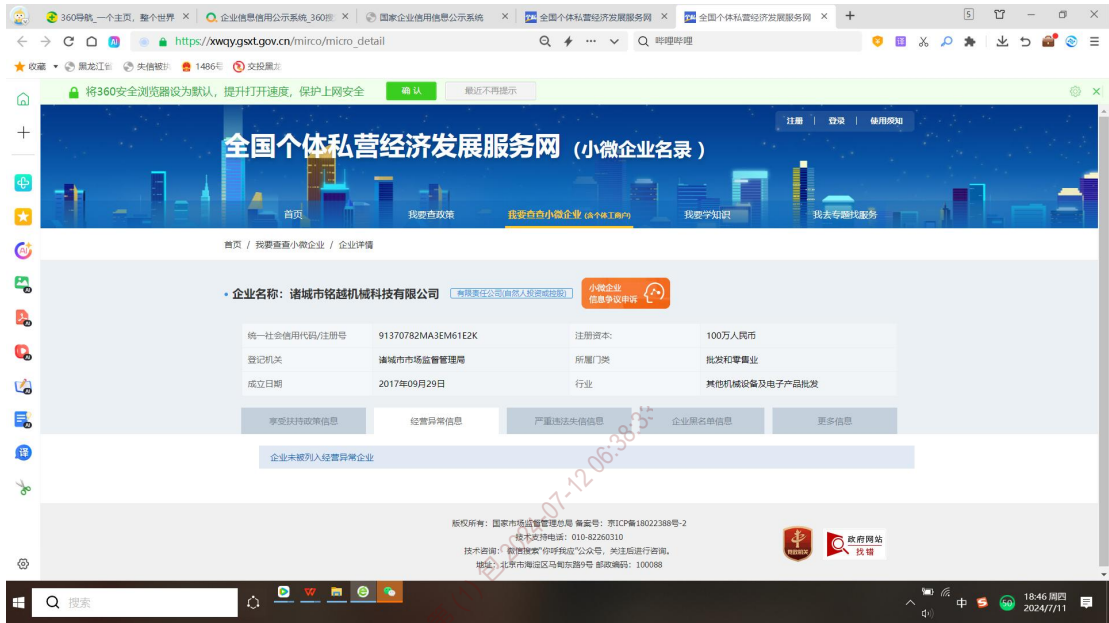 360导航_一个主页，整个世界
企业信息信用公示系统_360搜
国家企业信用信息公示系统
全国个体私营经济发展服务网
全国个体私营经济发展服务网
https://xwqy.gsxt.gov.cn/mirco/micro_detail
哔哩哔哩
收藏
黑龙江省
失信被执
1486号
交投黑龙
将360安全浏览器设为默认，提升打开速度，保护上网安全
确认
最近不再提示
注册 | 登录 | 使用须知
全国个体私营经济发展服务网（小微企业名录）
首页
我要查政策
我要查查小微企业 (含个体工商户)
我要学知识
我去专题找服务
首页 / 我要查查小微企业 / 企业详情
企业名称：诸城市铭越机械科技有限公司
有限责任公司(自然人投资或控股)
小微企业
信息争议申诉
统一社会信用代码/注册号 91370782MA3EM61E2K 注册资本: 100万人民币
登记机关 诸城市市场监督管理局 所属门类 批发和零售业
成立日期 2017年09月29日 行业 其他机械设备及电子产品批发
享受扶持政策信息
经营异常信息
严重违法失信信息
企业黑名单信息
更多信息
企业未被列入经营异常企业
版权所有：国家市场监督管理总局 备案号：京ICP备18022388号-2
技术支持电话：010-82260310
技术咨询：微信搜索“你呼我应”公众号，关注后进行咨询。
地址：北京市海淀区马甸东路9号 邮政编码：100088
政府网站
找错
2024-07-12 06:38:3
搜索
中
50
18:46 周四
2024/7/11